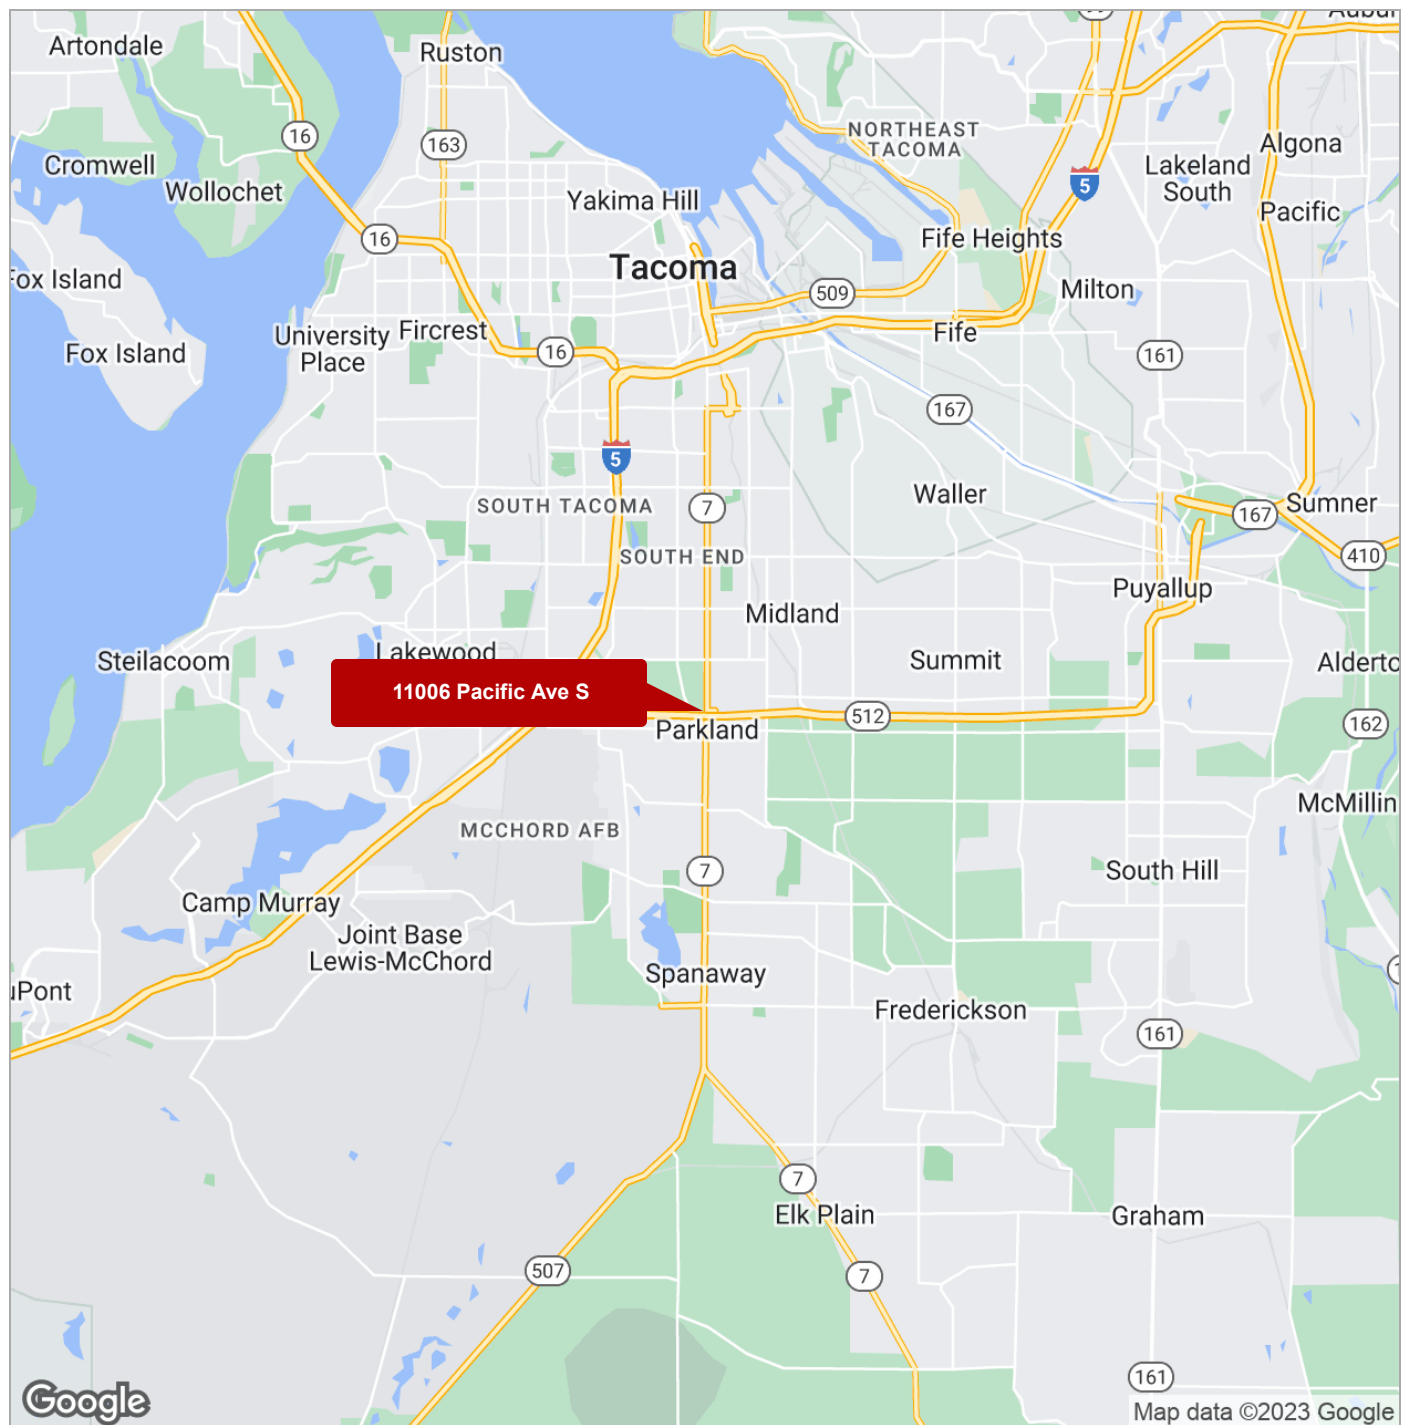 Artondale
Ruston
Aubur
16
163
NORTHEAST
TACOMA
Algona
Cromwell
Lakeland
South
Wollochet
5
Yakima Hill
Pacific
16
Fife Heights
Tacoma
Fox Island
509
Milton
University
Place
Fircrest
Fife
Fox Island
16
161
167
5
Waller
SOUTH TACOMA
7
Sumner
167
SOUTH END
410
Puyallup
Midland
Lakewood
Steilacoom
Summit
Alderto
11006 Pacific Ave S
512
Parkland
162
McMillin
MCCHORD AFB
7
South Hill
Camp Murray
Joint Base
Lewis-McChord
Spanaway
uPont
Frederickson
161
7
Elk Plain
Graham
507
7
161
Google
Map data ©2023 Google